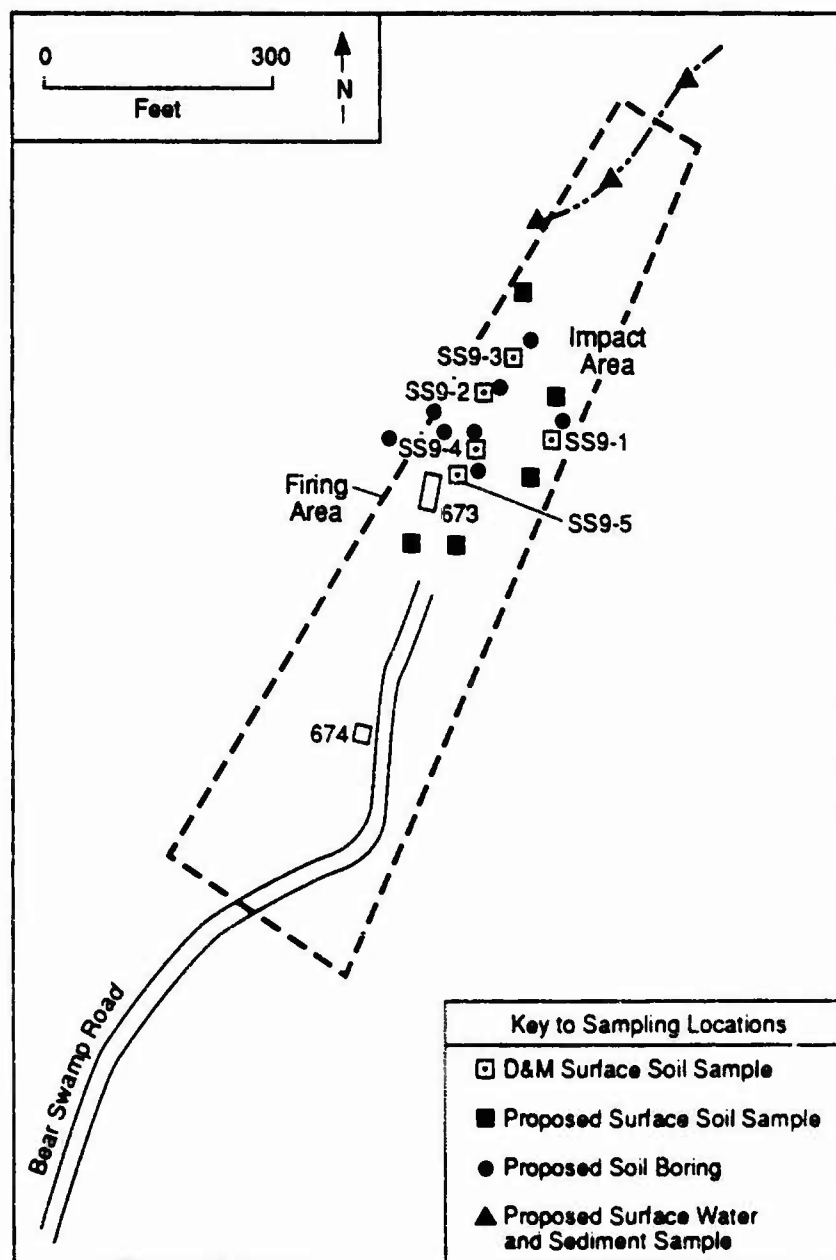 0 300
Feet
N
Impact
Area
SS9-3
SS9-2
SS9-4
SS9-1
Firing
Area
673
SS9-5
674
Bear Swamp Road
Key to Sampling Locations
D&M Surface Soil Sample
Proposed Surface Soil Sample
Proposed Soil Boring
Proposed Surface Water
and Sediment Sample